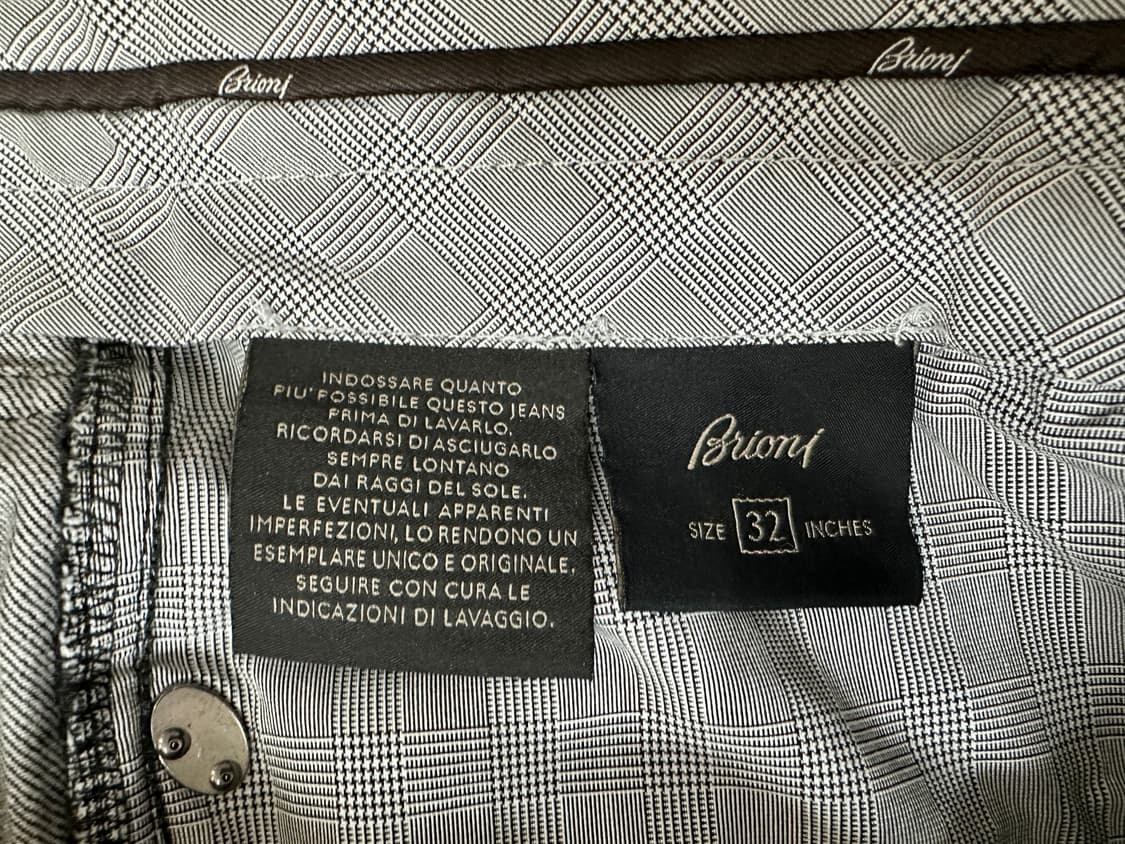 Brioni
Brioni
INDOSSARE QUANTO
PIU' POSSIBILE QUESTO JEANS
PRIMA DI LAVARLO.
RICORDARSI DI ASCIUGARLO
SEMPRE LONTANO
DAI RAGGI DEL SOLE.
LE EVENTUALI APPARENTI
IMPERFEZIONI, LO RENDONO UN
ESEMPLARE UNICO E ORIGINALE.
SEGUIRE CON CURA LE
INDICAZIONI DI LAVAGGIO.
Brioni
SIZE 32 INCHES